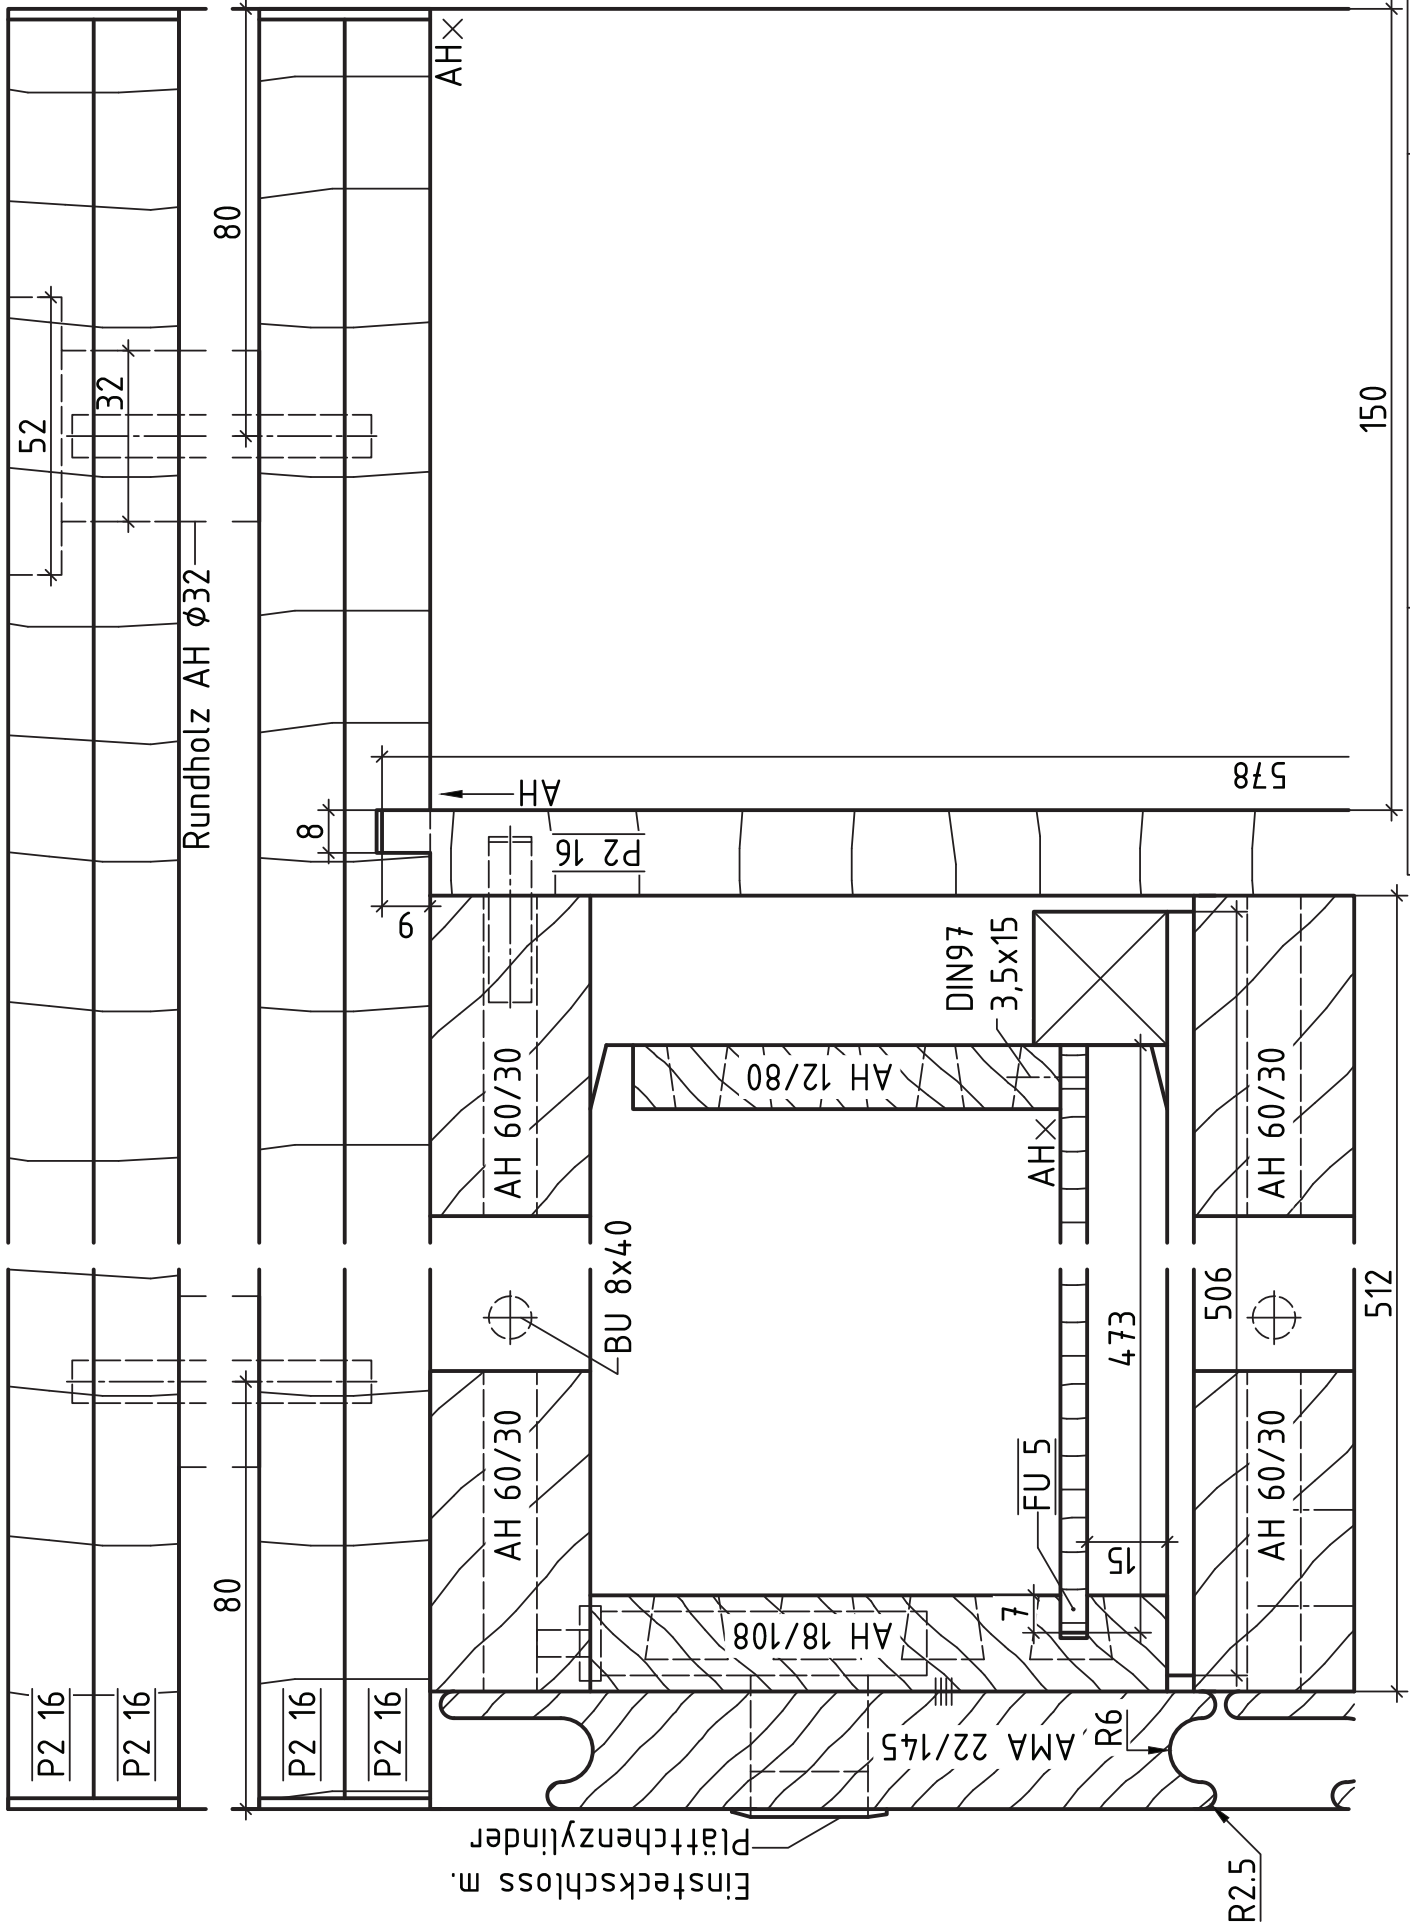 AH
80
52
32
Rundholz AH Ø32
150
578
AH
8
P2 16
9
DIN97
3,5x15
AH 60/30
AH 12/80
AH
AH 60/30
BU 8x40
506
512
473
AH 60/30
FU 5
AH 60/30
15
7
80
AH 18/108
P2 16
P2 16
P2 16
P2 16
AMA 22/145
R6
Einsteckschloss m.
Plättchenzylinder
R2.5